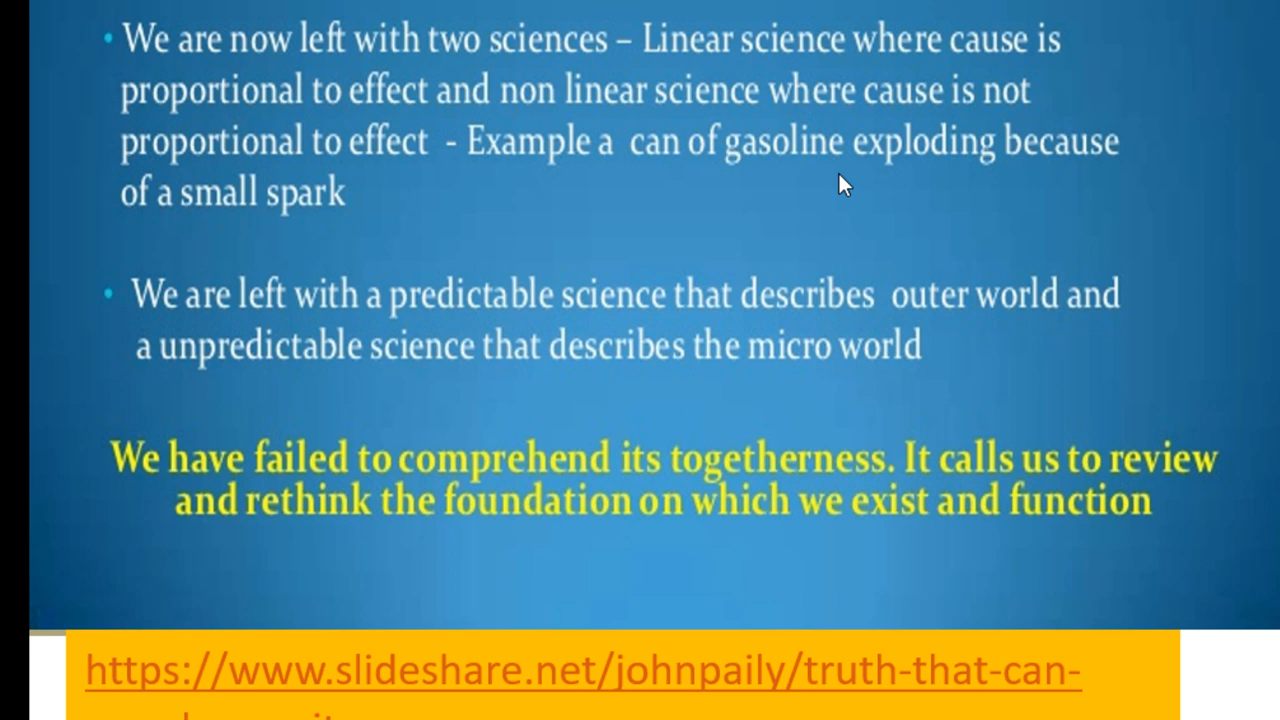 • We are now left with two sciences – Linear science where cause is
proportional to effect and non linear science where cause is not
proportional to effect - Example a can of gasoline exploding because
of a small spark
• We are left with a predictable science that describes outer world and
a unpredictable science that describes the micro world
We have failed to comprehend its togetherness. It calls us to review
and rethink the foundation on which we exist and function
https://www.slideshare.net/johnpaily/truth-that-can-